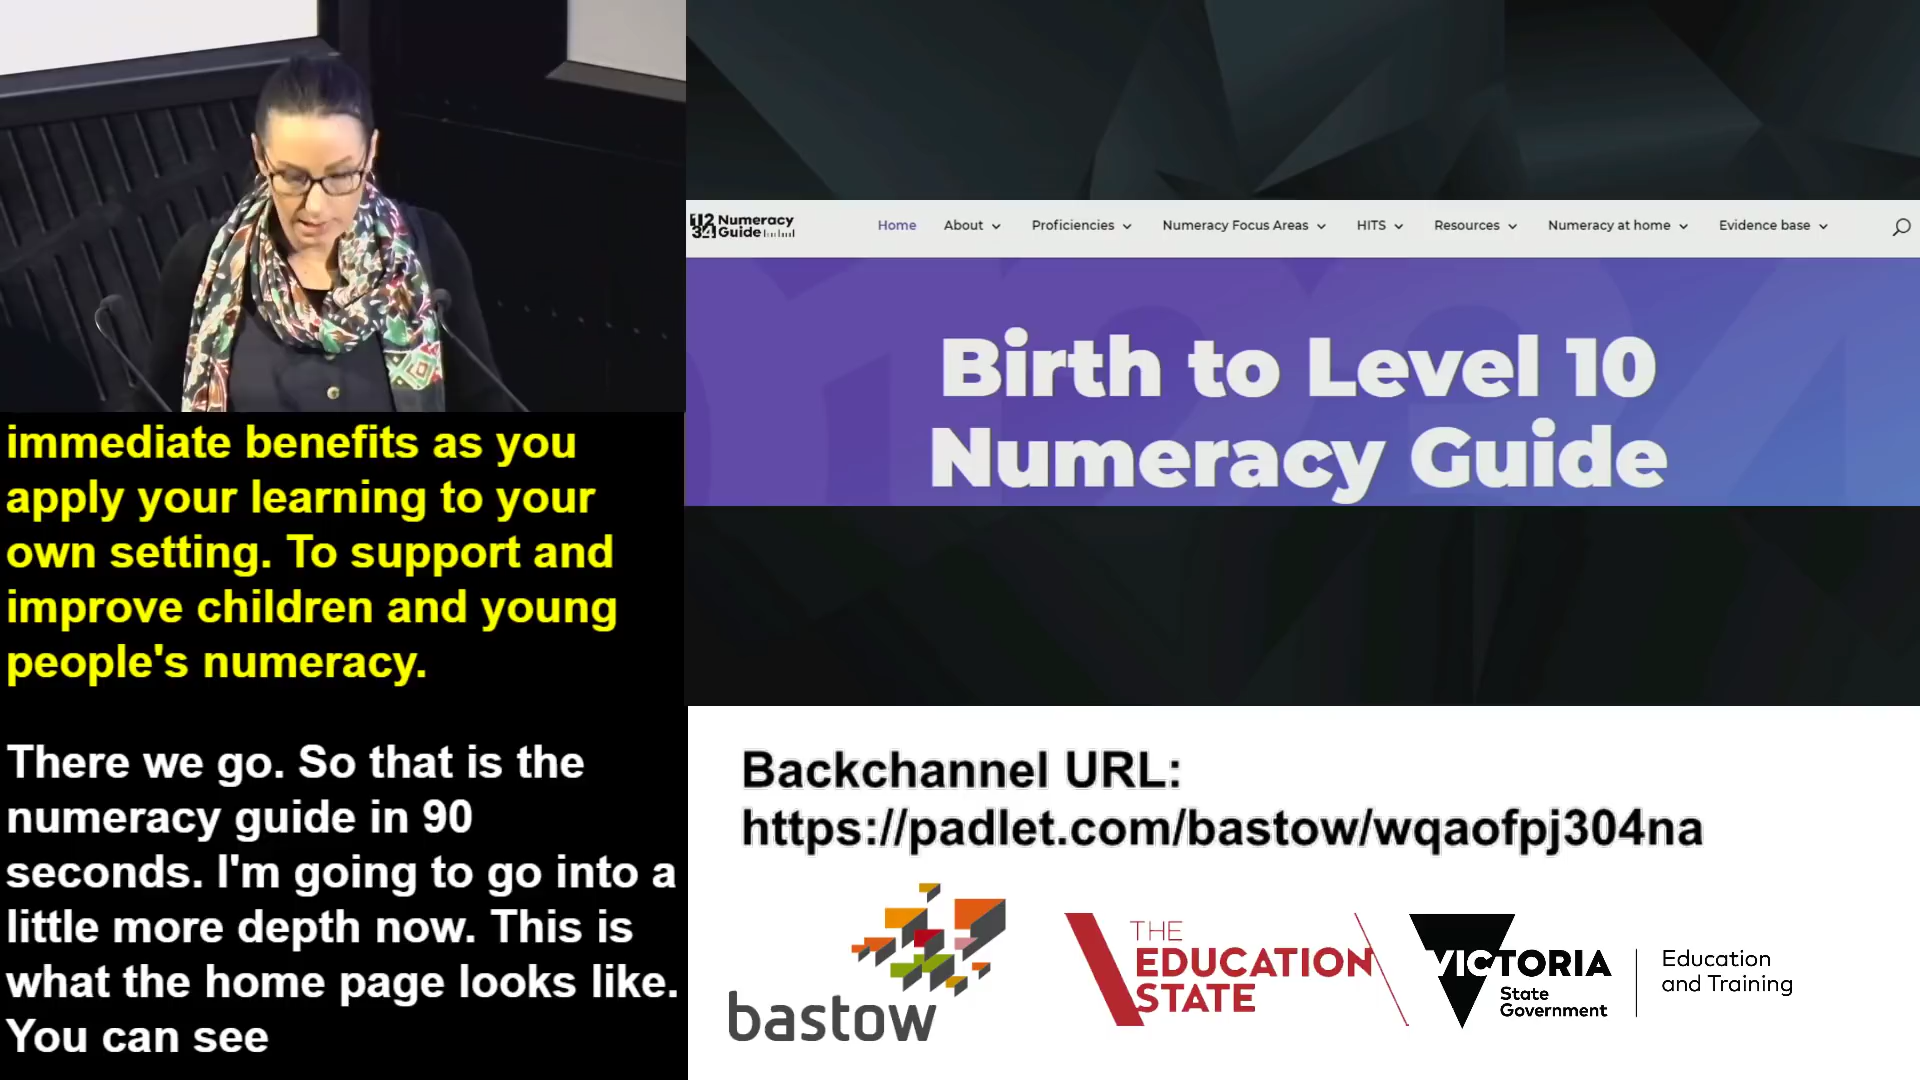 immediate benefits as you
apply your learning to your
own setting. To support and
improve children and young
people's numeracy.
There we go. So that is the
numeracy guide in 90
seconds. I'm going to go into a
little more depth now. This is
what the home page looks like.
You can see
12 Numeracy
34 Guide
Home About Proficiencies Numeracy Focus Areas HITS Resources Numeracy at home Evidence base
Birth to Level 10
Numeracy Guide
Backchannel URL:
https://padlet.com/bastow/wqaofpj304na
bastow
THE
EDUCATION
STATE
VICTORIA
State
Government
Education
and Training